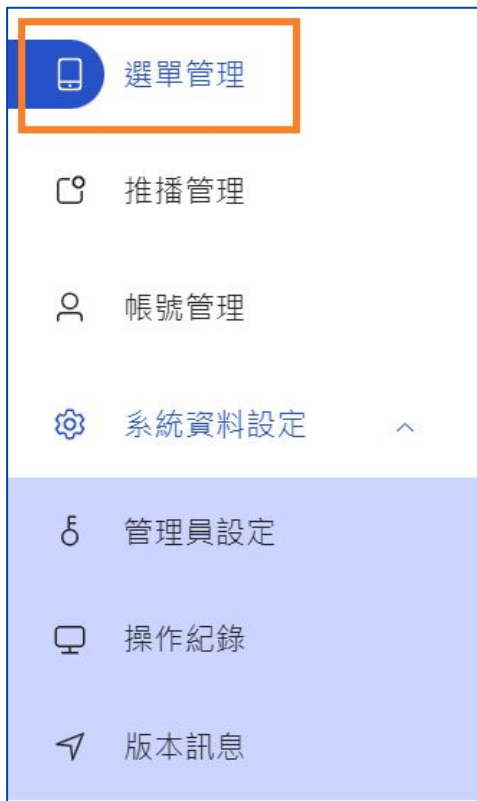 選單管理
推播管理
帳號管理
系統資料設定
管理員設定
操作紀錄
版本訊息